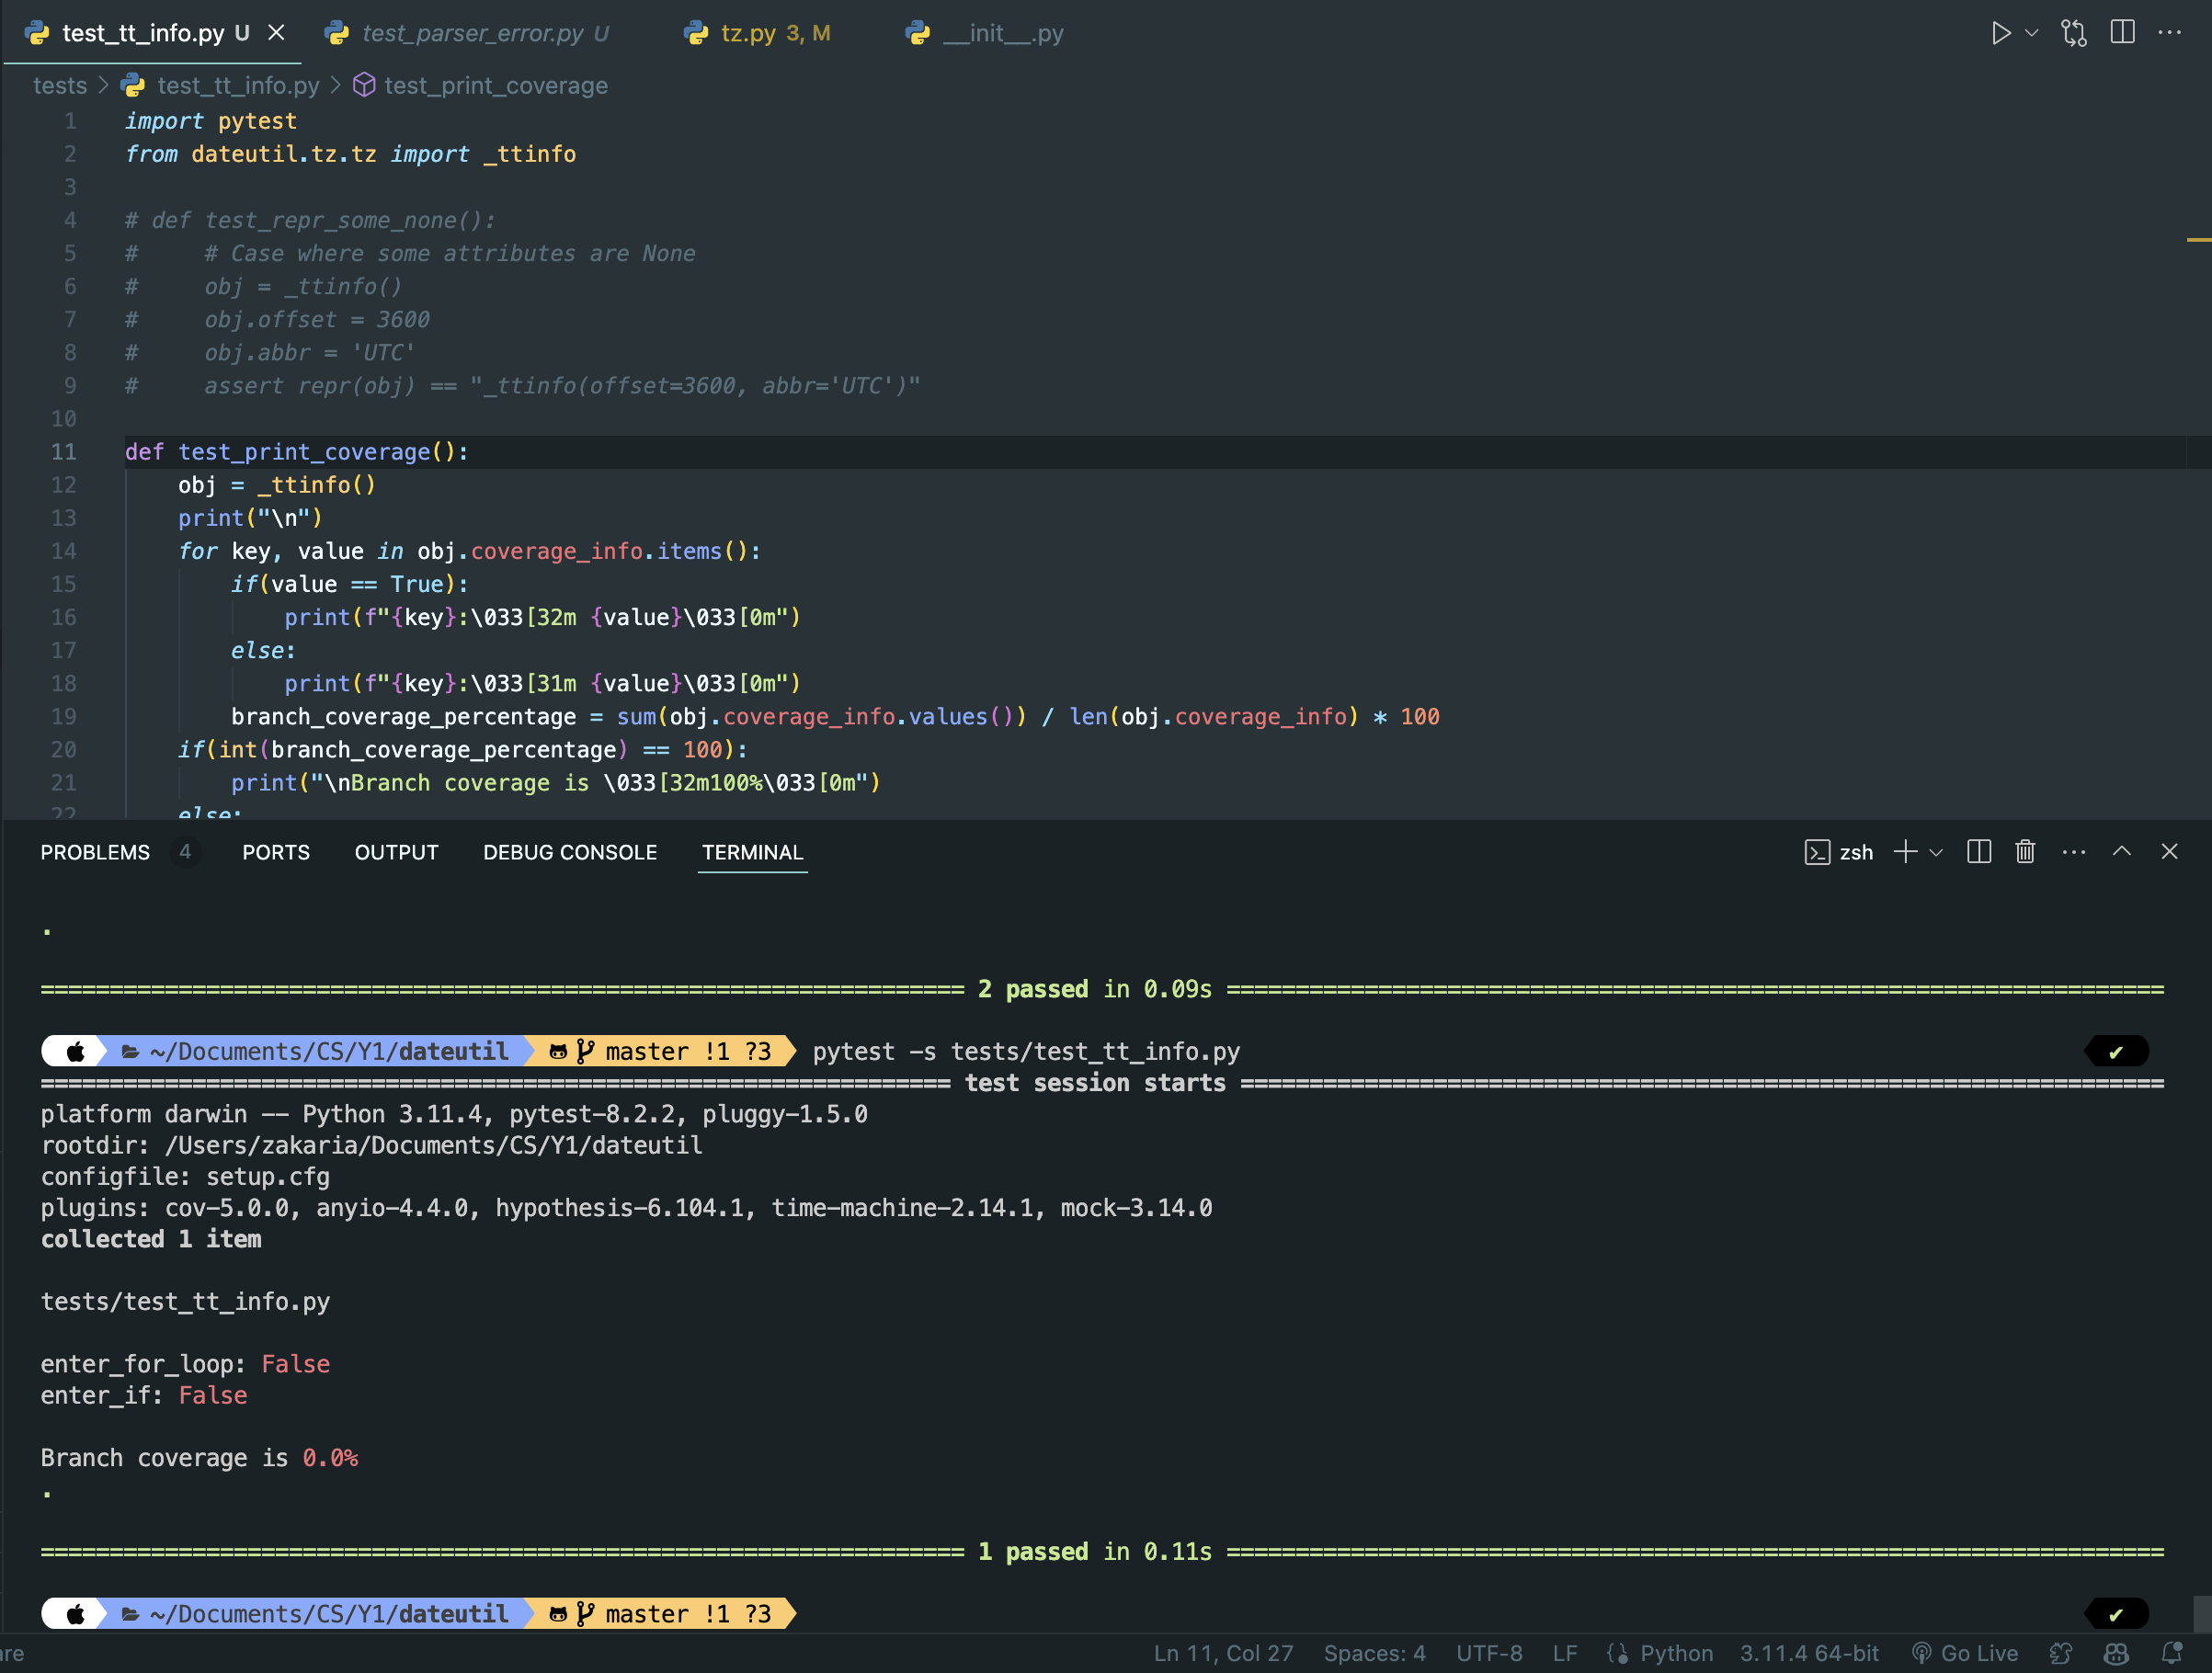 test_tt_info.py U
test_parser_error.py U
tz.py 3, M
__init__.py
tests > test_tt_info.py > test_print_coverage
1 import pytest
2 from dateutil.tz.tz import _ttinfo
3
4 # def test_repr_some_none():
5 #     # Case where some attributes are None
6 #     obj = _ttinfo()
7 #     obj.offset = 3600
8 #     obj.abbr = 'UTC'
9 #     assert repr(obj) == "_ttinfo(offset=3600, abbr='UTC')"
10
11 def test_print_coverage():
12     obj = _ttinfo()
13     print("\n")
14     for key, value in obj.coverage_info.items():
15         if(value == True):
16             print(f"{key}:\033[32m {value}\033[0m")
17         else:
18             print(f"{key}:\033[31m {value}\033[0m")
19         branch_coverage_percentage = sum(obj.coverage_info.values()) / len(obj.coverage_info) * 100
20     if(int(branch_coverage_percentage) == 100):
21         print("\nBranch coverage is \033[32m100%\033[0m")
22     else:
PROBLEMS 4 PORTS OUTPUT DEBUG CONSOLE TERMINAL zsh
.
=================================================================== 2 passed in 0.09s ====================================================================
~/Documents/CS/Y1/dateutil master !1 ?3 pytest -s tests/test_tt_info.py ✔
================================================================== test session starts ===================================================================
platform darwin -- Python 3.11.4, pytest-8.2.2, pluggy-1.5.0
rootdir: /Users/zakaria/Documents/CS/Y1/dateutil
configfile: setup.cfg
plugins: cov-5.0.0, anyio-4.4.0, hypothesis-6.104.1, time-machine-2.14.1, mock-3.14.0
collected 1 item
tests/test_tt_info.py
enter_for_loop: False
enter_if: False
Branch coverage is 0.0%
.
=================================================================== 1 passed in 0.11s ====================================================================
~/Documents/CS/Y1/dateutil master !1 ?3 ✔
are Ln 11, Col 27 Spaces: 4 UTF-8 LF Python 3.11.4 64-bit Go Live